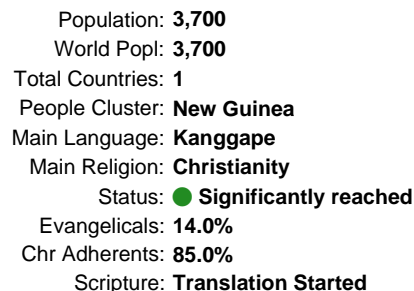 Population: 3,700
World Popl: 3,700
Total Countries: 1
People Cluster: New Guinea
Main Language: Kanggape
Main Religion: Christianity
Status: Significantly reached
Evangelicals: 14.0%
Chr Adherents: 85.0%
Scripture: Translation Started